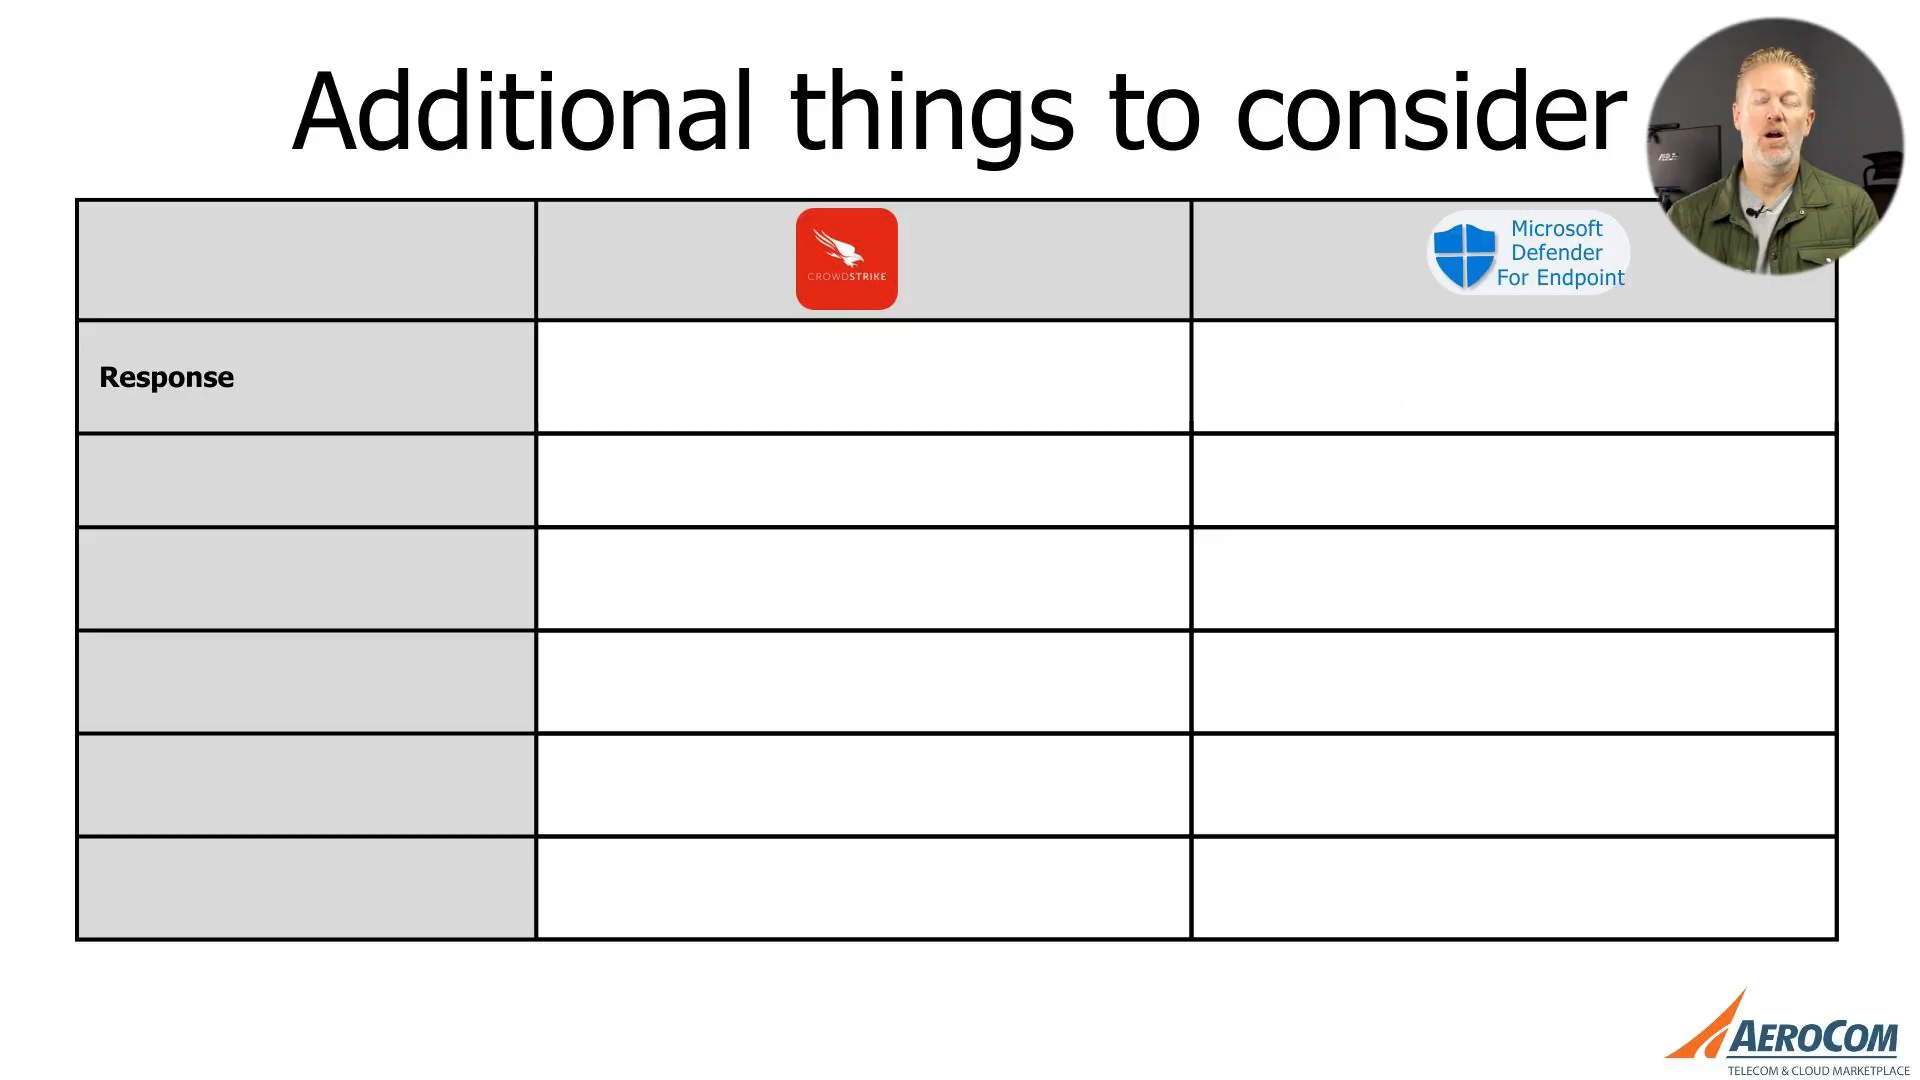 Additional things to consider
CROWDSTRIKE
Microsoft
Defender
For Endpoint
Response
AEROCOM
TELECOM & CLOUD MARKETPLACE